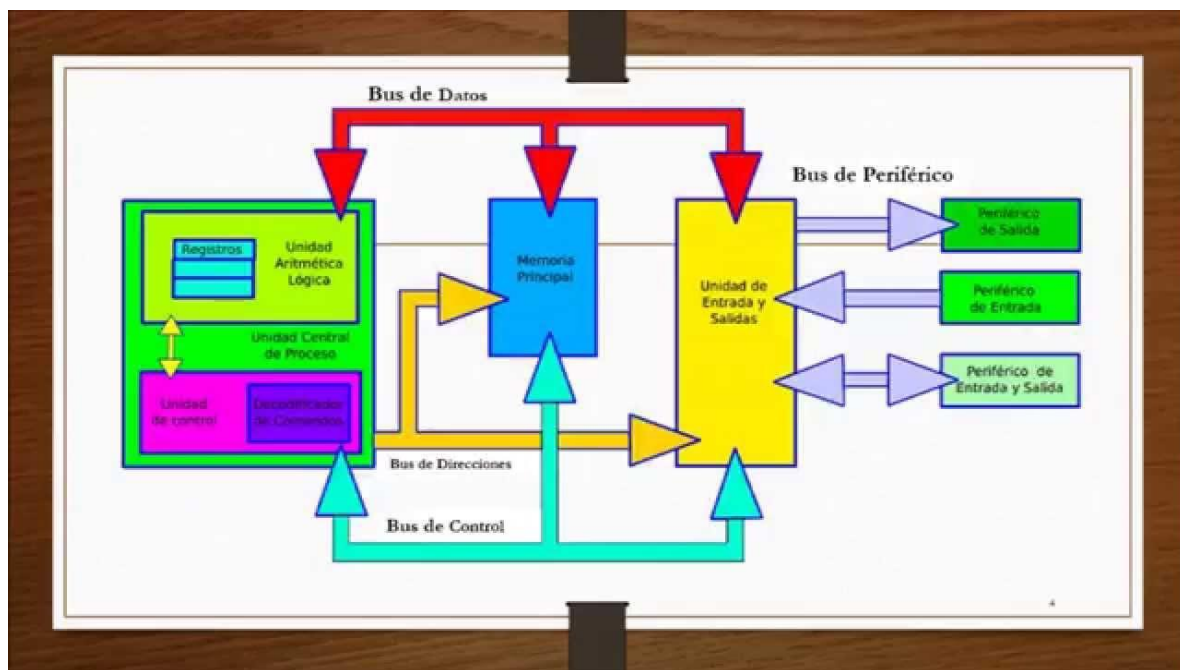 Bus de Datos
Bus de Periférico
Registros
Unidad
Aritmética
Lógica
Unidad Central
de Proceso
Unidad
de control
Decodificador
de Comandos
Memoria
Principal
Unidad de
Entrada y
Salidas
Periférico
de Salida
Periférico
de Entrada
Periférico de
Entrada y Salida
Bus de Direcciones
Bus de Control
4